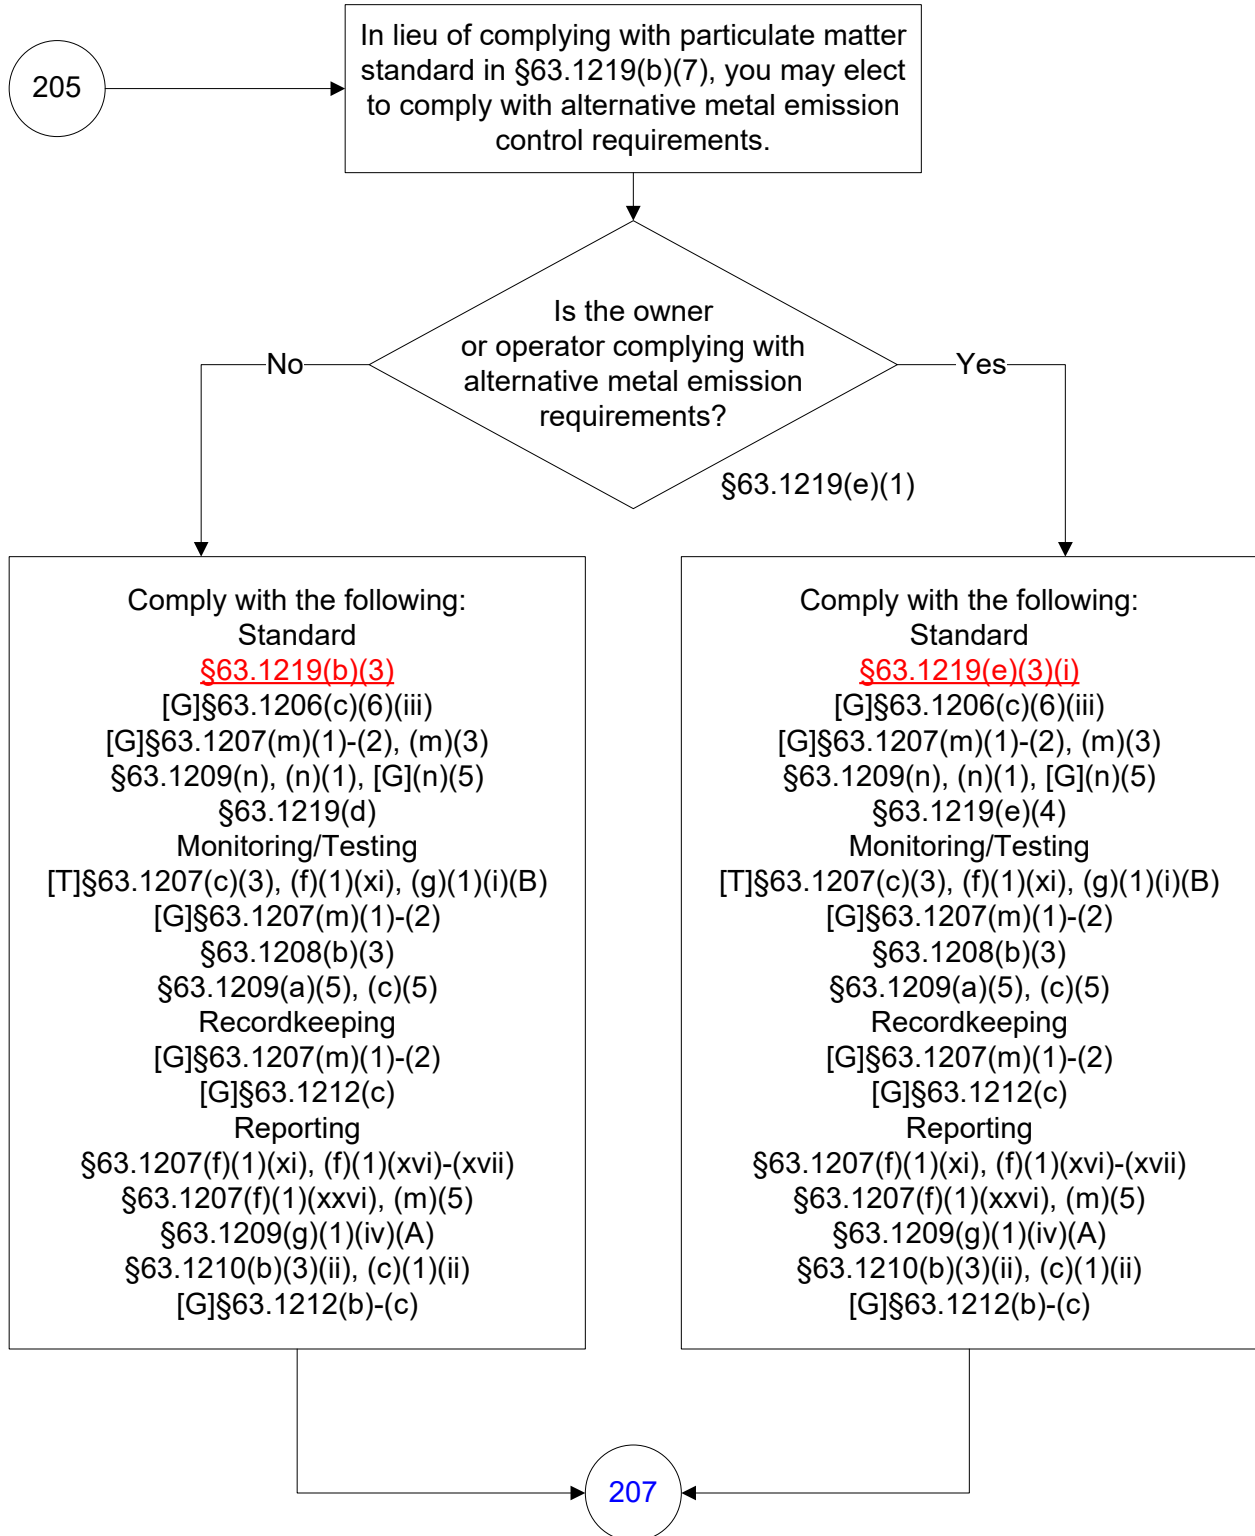 205
In lieu of complying with particulate matter
standard in §63.1219(b)(7), you may elect
to comply with alternative metal emission
control requirements.
Is the owner
or operator complying with
alternative metal emission
requirements?
No
Yes
§63.1219(e)(1)
Comply with the following:
Standard
§63.1219(b)(3)
[G]§63.1206(c)(6)(iii)
[G]§63.1207(m)(1)-(2), (m)(3)
§63.1209(n), (n)(1), [G](n)(5)
§63.1219(d)
Monitoring/Testing
[T]§63.1207(c)(3), (f)(1)(xi), (g)(1)(i)(B)
[G]§63.1207(m)(1)-(2)
§63.1208(b)(3)
§63.1209(a)(5), (c)(5)
Recordkeeping
[G]§63.1207(m)(1)-(2)
[G]§63.1212(c)
Reporting
§63.1207(f)(1)(xi), (f)(1)(xvi)-(xvii)
§63.1207(f)(1)(xxvi), (m)(5)
§63.1209(g)(1)(iv)(A)
§63.1210(b)(3)(ii), (c)(1)(ii)
[G]§63.1212(b)-(c)
Comply with the following:
Standard
§63.1219(e)(3)(i)
[G]§63.1206(c)(6)(iii)
[G]§63.1207(m)(1)-(2), (m)(3)
§63.1209(n), (n)(1), [G](n)(5)
§63.1219(e)(4)
Monitoring/Testing
[T]§63.1207(c)(3), (f)(1)(xi), (g)(1)(i)(B)
[G]§63.1207(m)(1)-(2)
§63.1208(b)(3)
§63.1209(a)(5), (c)(5)
Recordkeeping
[G]§63.1207(m)(1)-(2)
[G]§63.1212(c)
Reporting
§63.1207(f)(1)(xi), (f)(1)(xvi)-(xvii)
§63.1207(f)(1)(xxvi), (m)(5)
§63.1209(g)(1)(iv)(A)
§63.1210(b)(3)(ii), (c)(1)(ii)
[G]§63.1212(b)-(c)
207